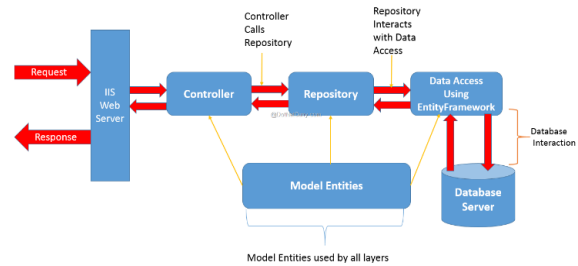 Controller
Calls
Repository
Repository
Interacts
with Data
Access
Request
IIS
Web
Server
Controller
Repository
Data Access
Using
EntityFramework
Response
Database
Interaction
Model Entities
Database
Server
Model Entities used by all layers